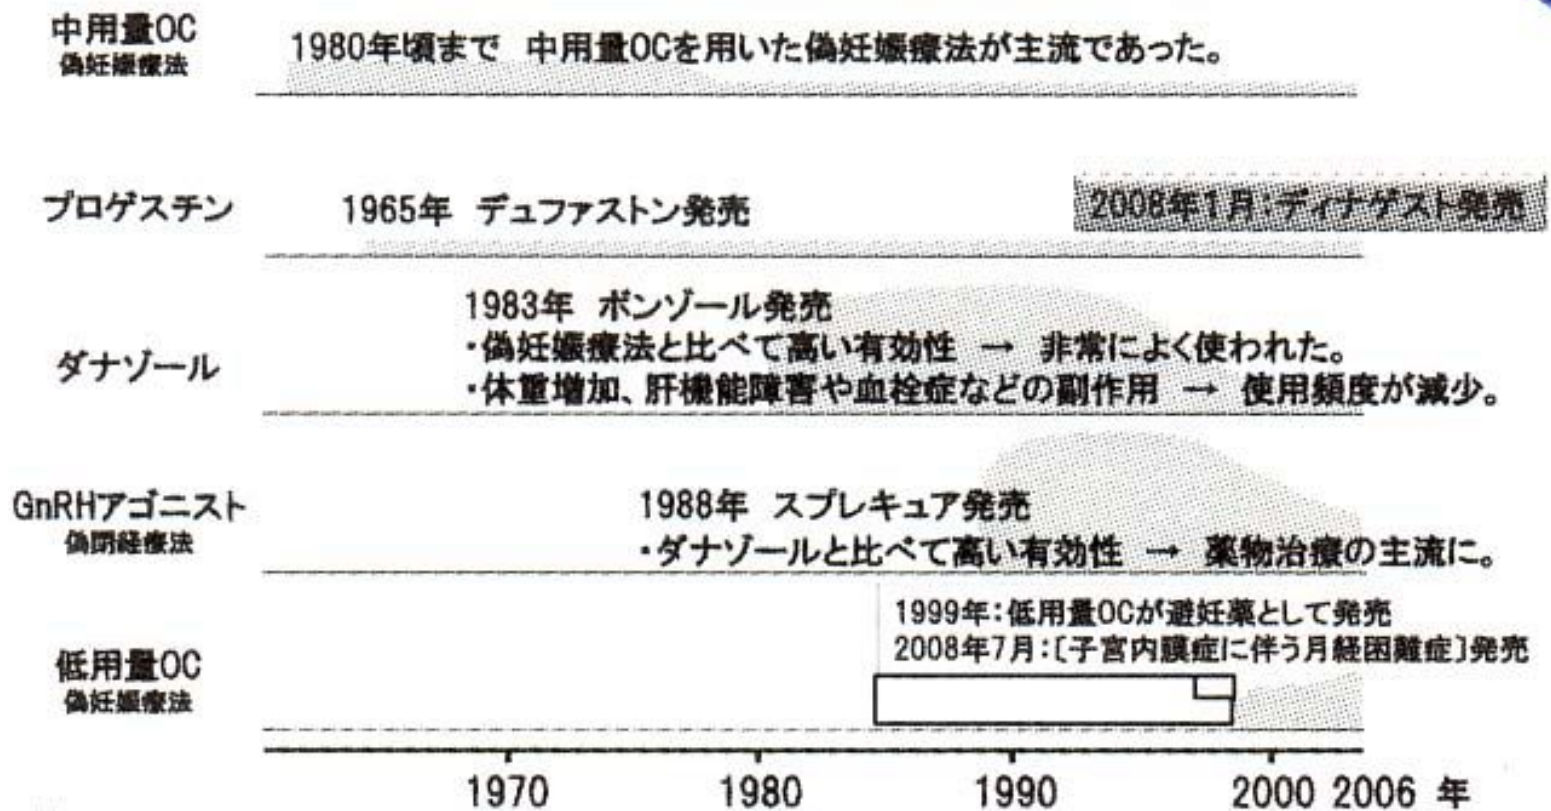 中用量OC
偽妊娠療法
1980年頃まで 中用量OCを用いた偽妊娠療法が主流であった。
プロゲスチン
1965年 デュファストン発売
2008年1月:ディナゲスト発売
ダナゾール
1983年 ボンゾール発売
・偽妊娠療法と比べて高い有効性 → 非常によく使われた。
・体重増加、肝機能障害や血栓症などの副作用 → 使用頻度が減少。
GnRHアゴニスト
偽閉経療法
1988年 スプレキュア発売
・ダナゾールと比べて高い有効性 → 薬物治療の主流に。
低用量OC
偽妊娠療法
1999年:低用量OCが避妊薬として発売
2008年7月:〔子宮内膜症に伴う月経困難症〕発売
1970 1980 1990 2000 2006 年